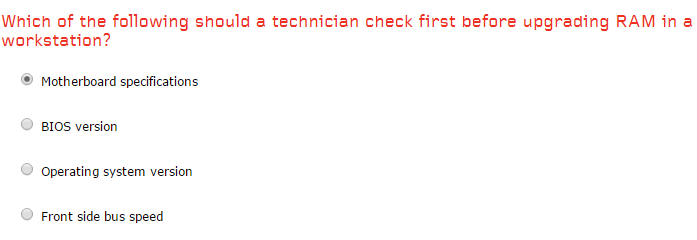 Which of the following should a technician check first before upgrading RAM in a
workstation?
Motherboard specifications
BIOS version
Operating system version
Front side bus speed